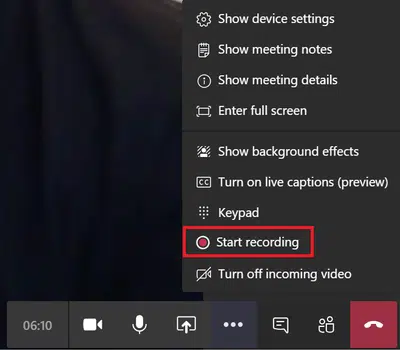 Show device settings
Show meeting notes
Show meeting details
Enter full screen
Show background effects
CC Turn on live captions (preview)
Keypad
Start recording
Turn off incoming video
06:10